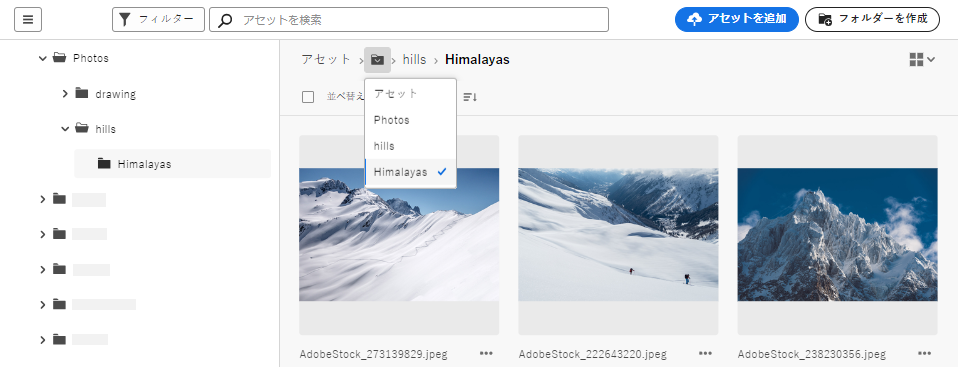 フィルター
アセットを検索
アセットを追加
フォルダーを作成
Photos
drawing
hills
Himalayas
アセット › › hills › Himalayas
並べ替え
アセット
Photos
hills
Himalayas
AdobeStock_273139829.jpeg
AdobeStock_222643220.jpeg
AdobeStock_238230356.jpeg